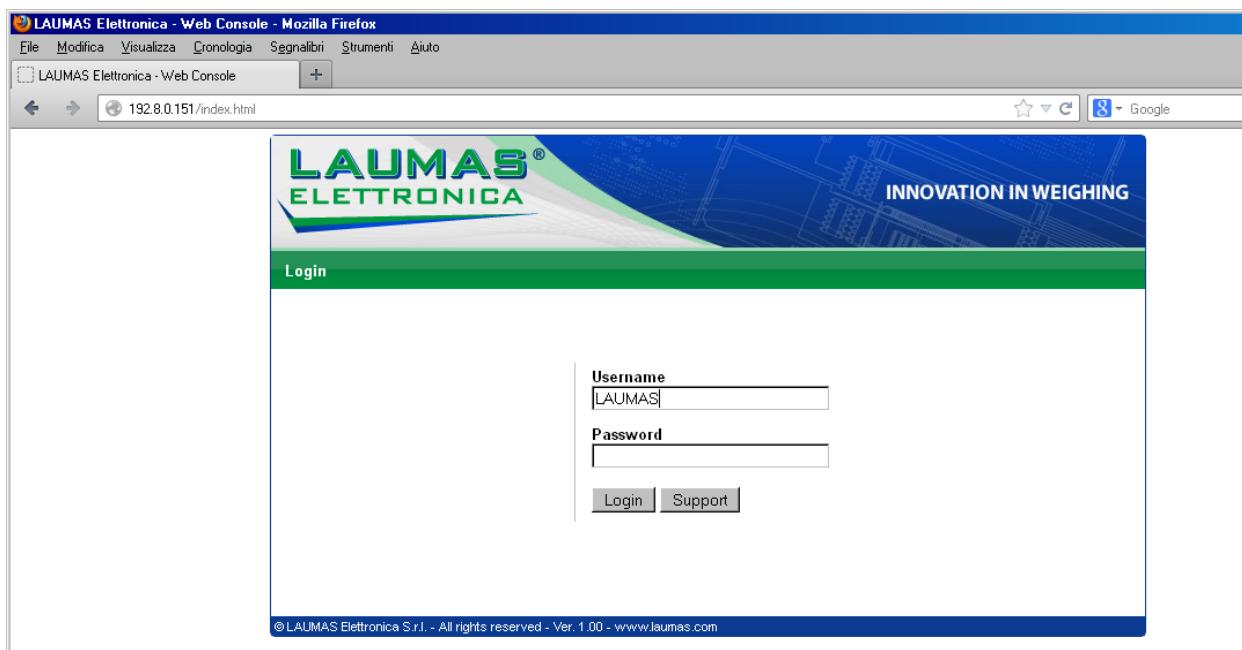 LAUMAS Elettronica - Web Console - Mozilla Firefox
File Modifica Visualizza Cronologia Segnalibri Strumenti Aiuto
LAUMAS Elettronica - Web Console +
192.8.0.151/index.html 8 Google
LAUMAS®
ELETTRONICA
INNOVATION IN WEIGHING
Login
Username
LAUMAS
Password
Login Support
© LAUMAS Elettronica S.r.l. - All rights reserved - Ver. 1.00 - www.laumas.com